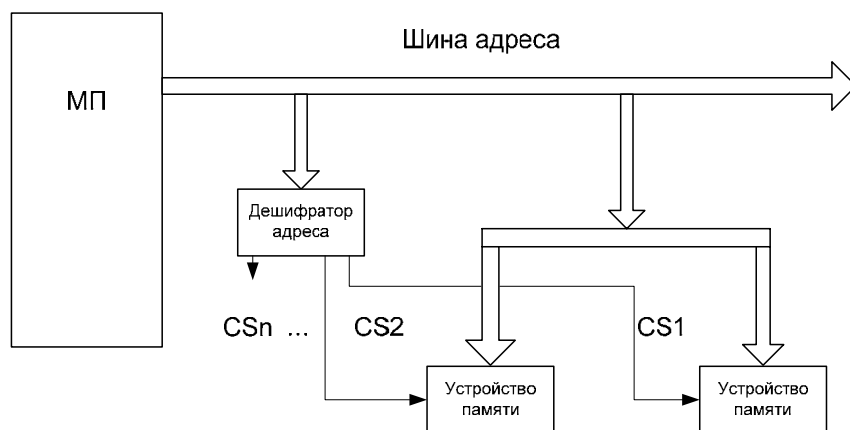 Шина адреса
МП
Дешифратор
адреса
CSn ...
CS2
CS1
Устройство
памяти
Устройство
памяти